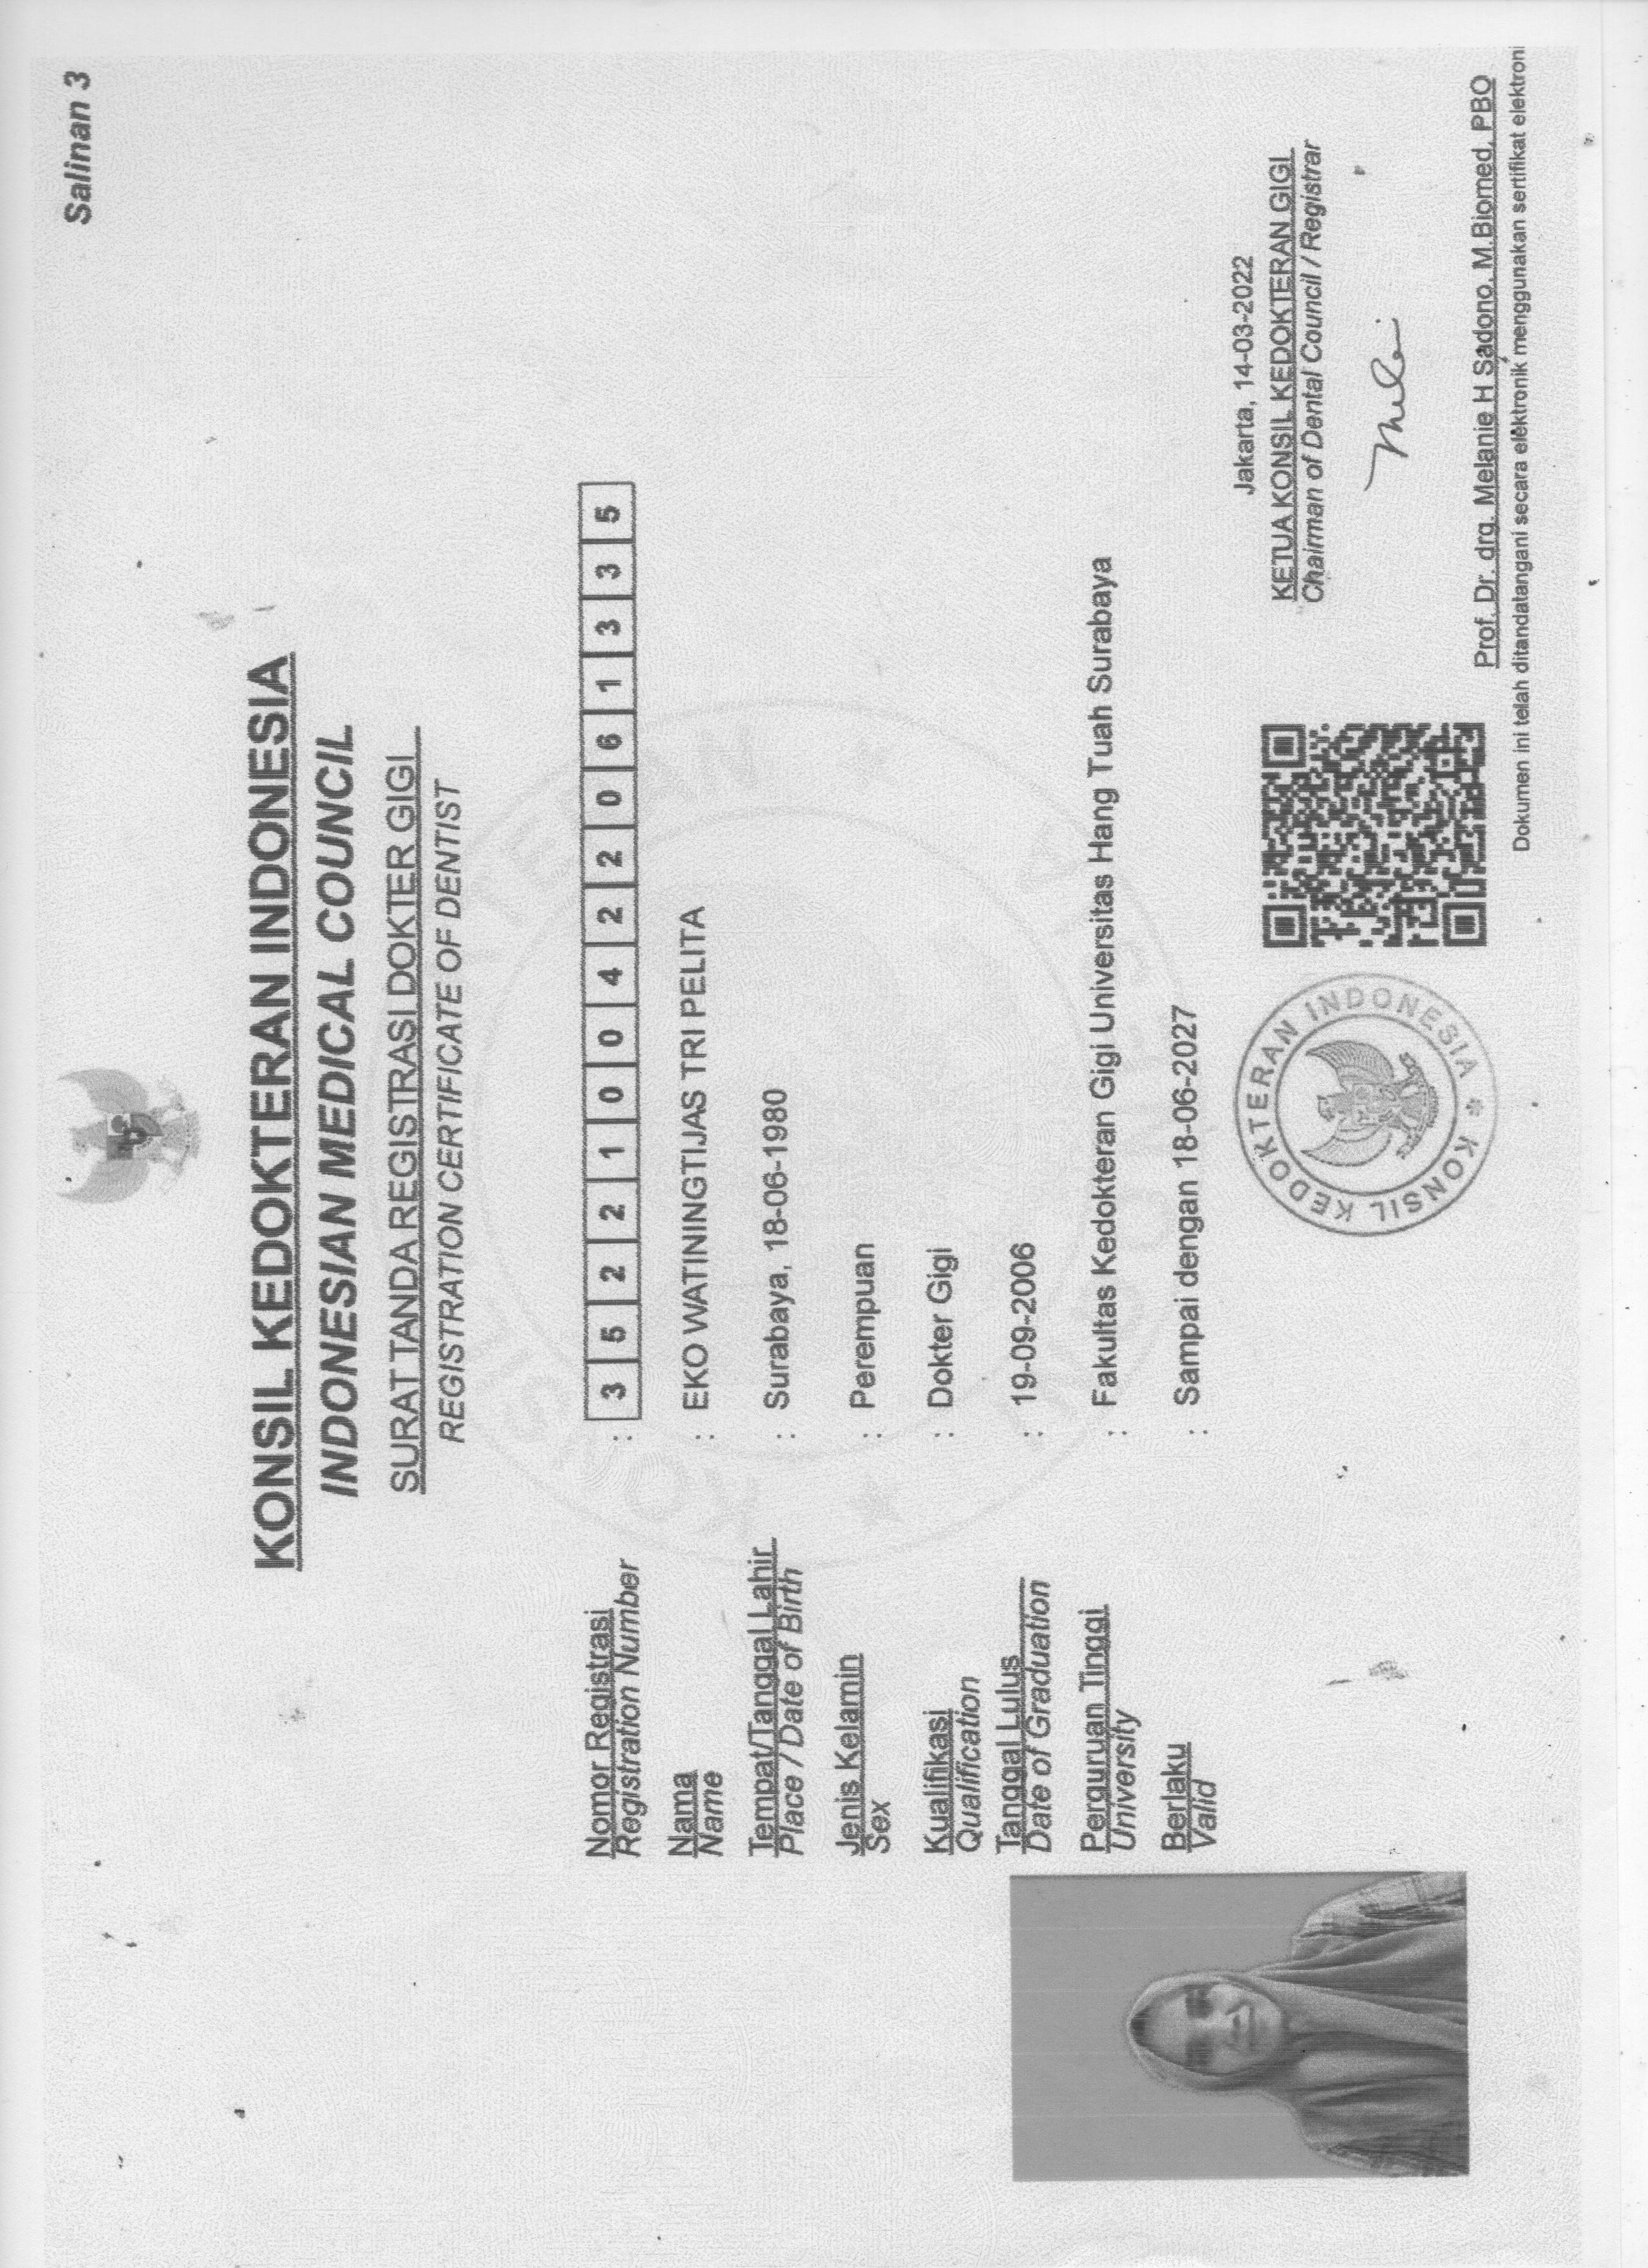 Salinan 3
KONSIL KEDOKTERAN INDONESIA
INDONESIAN MEDICAL COUNCIL
SURAT TANDA REGISTRASI DOKTER GIGI
REGISTRATION CERTIFICATE OF DENTIST
Nomor Registrasi : 3 5 2 2 1 0 0 4 2 2 0 6 1 3 3 5
Registration Number
Nama : EKO WATININGTIJAS TRI PELITA
Name
Tempat/Tanggal Lahir : Surabaya, 18-06-1980
Place / Date of Birth
Jenis Kelamin : Perempuan
Sex
Kualifikasi : Dokter Gigi
Qualification
Tanggal Lulus : 19-09-2006
Date of Graduation
Perguruan Tinggi : Fakultas Kedokteran Gigi Universitas Hang Tuah Surabaya
University
Berlaku : Sampai dengan 18-06-2027
Valid
Jakarta, 14-03-2022
KETUA KONSIL KEDOKTERAN GIGI
Chairman of Dental Council / Registrar
KONSIL KEDOKTERAN INDONESIA
Prof. Dr. drg. Melanie H Sadono, M.Biomed, PBO
Dokumen ini telah ditandatangani secara elektronik menggunakan sertifikat elektroni